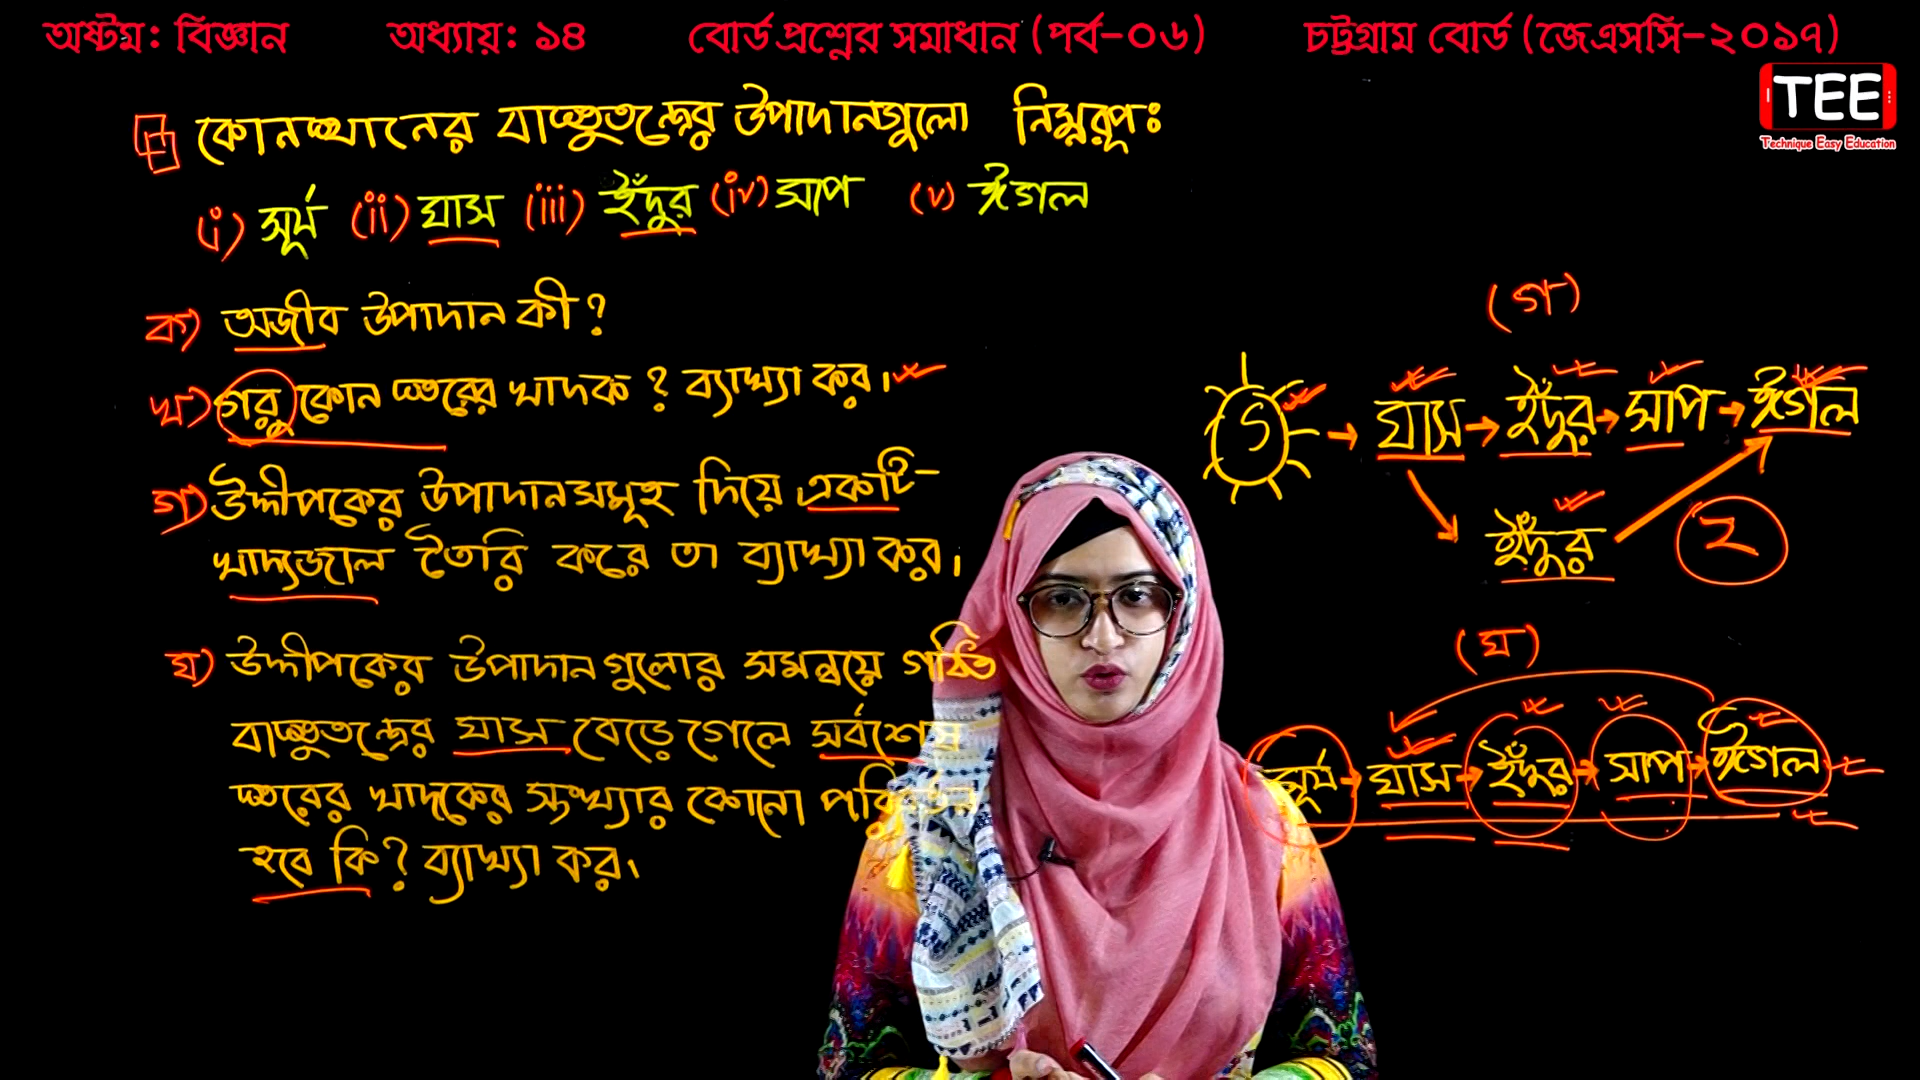 অষ্টম: বিজ্ঞান অধ্যায়: ১৪ বোর্ড প্রশ্নের সমাধান (পর্ব-০৬) চট্টগ্রাম বোর্ড (জেএসসি-২০১৭)
TEE
Technique Easy Education
কোনস্থানের বাস্তুতন্ত্রের উপাদানগুলো নিম্নরূপঃ
(i) সূর্য (ii) ঘাস (iii) ইঁদুর (iv) সাপ (v) ঈগল
ক) অজীব উপাদান কী?
খ) গরু কোন স্তরের খাদক? ব্যাখ্যা কর।
গ) উদ্দীপকের উপাদানসমূহ দিয়ে একটি-
খাদ্যজাল তৈরি করে তা ব্যাখ্যা কর।
ঘ) উদ্দীপকের উপাদান গুলোর সমন্বয়ে গঠিত
বাস্তুতন্ত্রের ঘাস বেড়ে গেলে সর্বশেষ
স্তরের খাদকের সংখ্যার কোনো
হবে কি? ব্যাখ্যা কর।
(গ)
ঘাস → ইঁদুর → সাপ → ঈগল
ইঁদুর ২
(ঘ)
সূর্য → ঘাস → ইঁদুর → সাপ → ঈগল